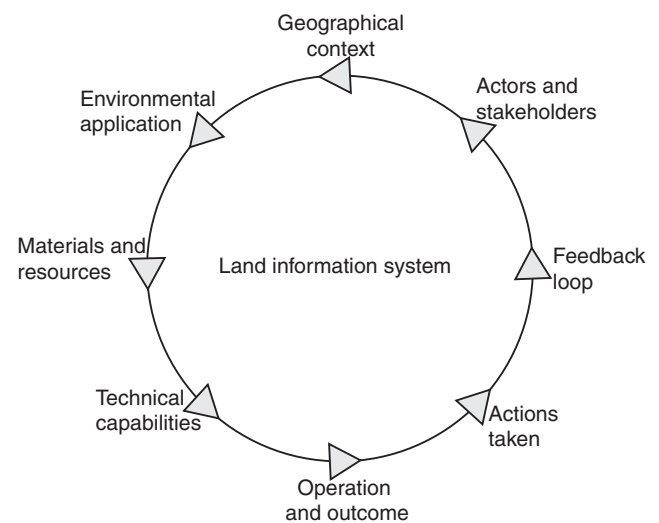 Geographical
context
Actors and
stakeholders
Environmental
application
Materials and
resources
Land information system
Feedback
loop
Technical
capabilities
Actions
taken
Operation
and outcome